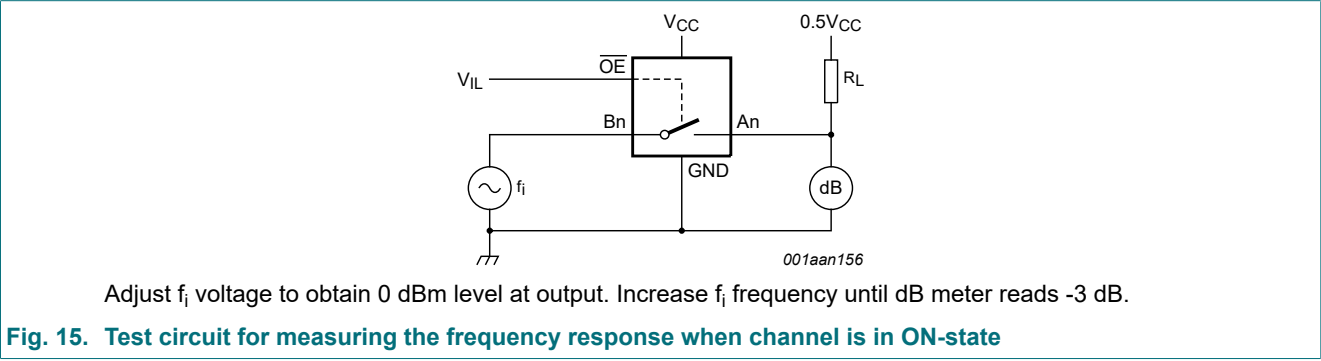 VCC
0.5VCC
OE
VIL
RL
Bn
An
GND
fi
dB
001aan156
Adjust fi voltage to obtain 0 dBm level at output. Increase fi frequency until dB meter reads -3 dB.
Fig. 15. Test circuit for measuring the frequency response when channel is in ON-state